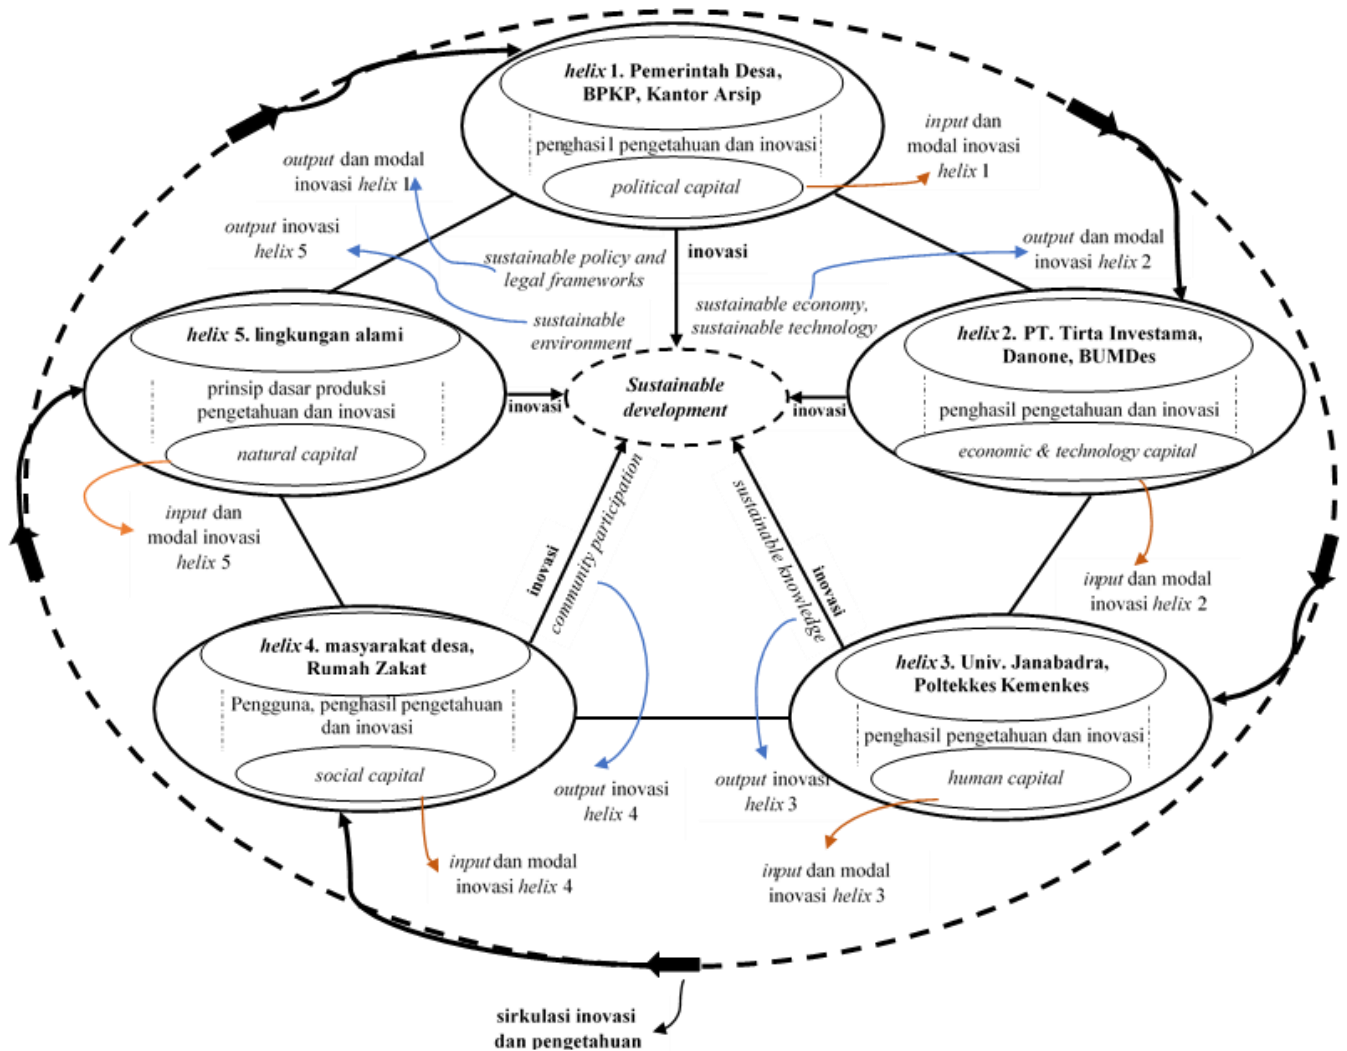 helix 1. Pemerintah Desa,
BPKP, Kantor Arsip
penghasil pengetahuan dan inovasi
political capital
input dan
modal inovasi
helix 1
output dan modal
inovasi helix 1
output inovasi
helix 5
sustainable policy and
legal frameworks
inovasi
output dan modal
inovasi helix 2
sustainable economy,
sustainable technology
sustainable
environment
helix 5. lingkungan alami
prinsip dasar produksi
pengetahuan dan inovasi
natural capital
inovasi
Sustainable
development
inovasi
helix 2. PT. Tirta Investama,
Danone, BUMDes
penghasil pengetahuan dan inovasi
economic & technology capital
input dan
modal inovasi
helix 5
inovasi
community participation
sustainable knowledge
inovasi
input dan modal
inovasi helix 2
helix 4. masyarakat desa,
Rumah Zakat
Pengguna, penghasil pengetahuan
dan inovasi
social capital
helix 3. Univ. Janabadra,
Poltekkes Kemenkes
penghasil pengetahuan dan inovasi
human capital
output inovasi
helix 4
output inovasi
helix 3
input dan modal
inovasi helix 4
input dan modal
inovasi helix 3
sirkulasi inovasi
dan pengetahuan